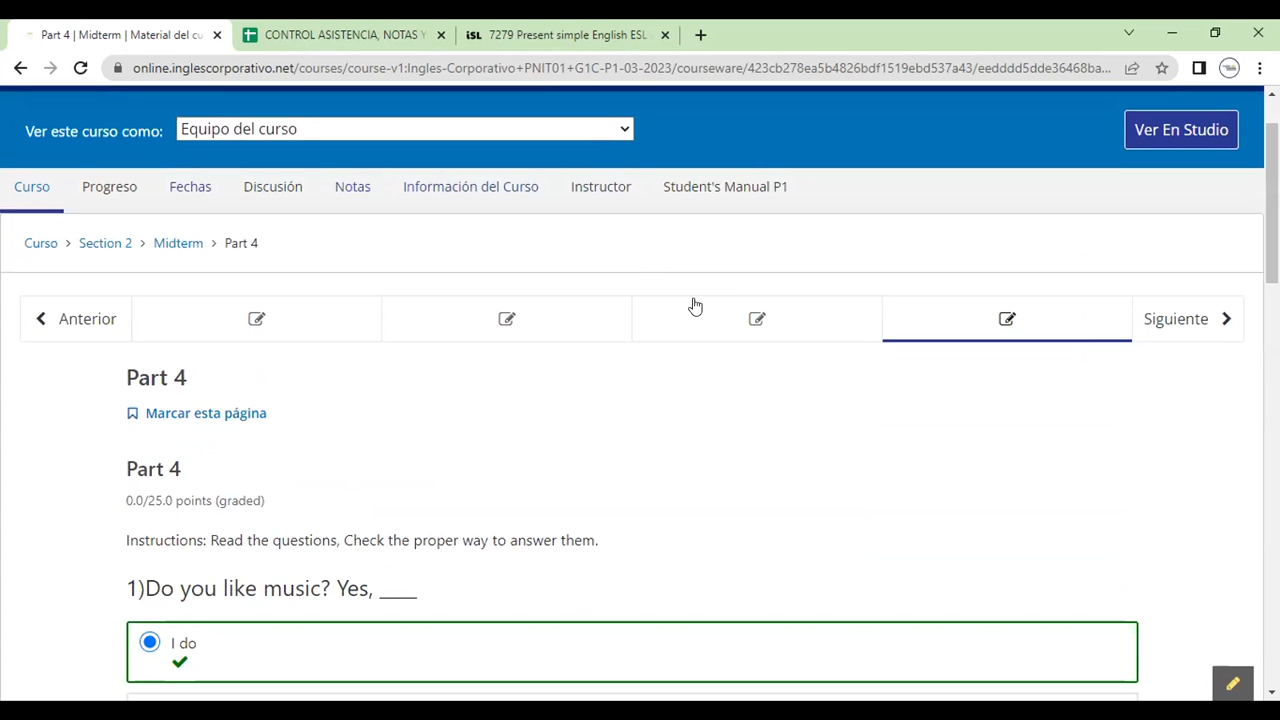 Part 4 | Midterm | Material del cu
CONTROL ASISTENCIA, NOTAS Y
iSL 7279 Present simple English ESL
online.inglescorporativo.net/courses/course-v1:Ingles-Corporativo+PNIT01+G1C-P1-03-2023/courseware/423cb278ea5b4826bdf1519ebd537a43/eedddd5dde36468ba...
Ver este curso como:
Equipo del curso
Ver En Studio
Curso
Progreso
Fechas
Discusión
Notas
Información del Curso
Instructor
Student's Manual P1
Curso > Section 2 > Midterm > Part 4
Anterior
Siguiente
Part 4
Marcar esta página
Part 4
0.0/25.0 points (graded)
Instructions: Read the questions, Check the proper way to answer them.
1)Do you like music? Yes, ____
I do